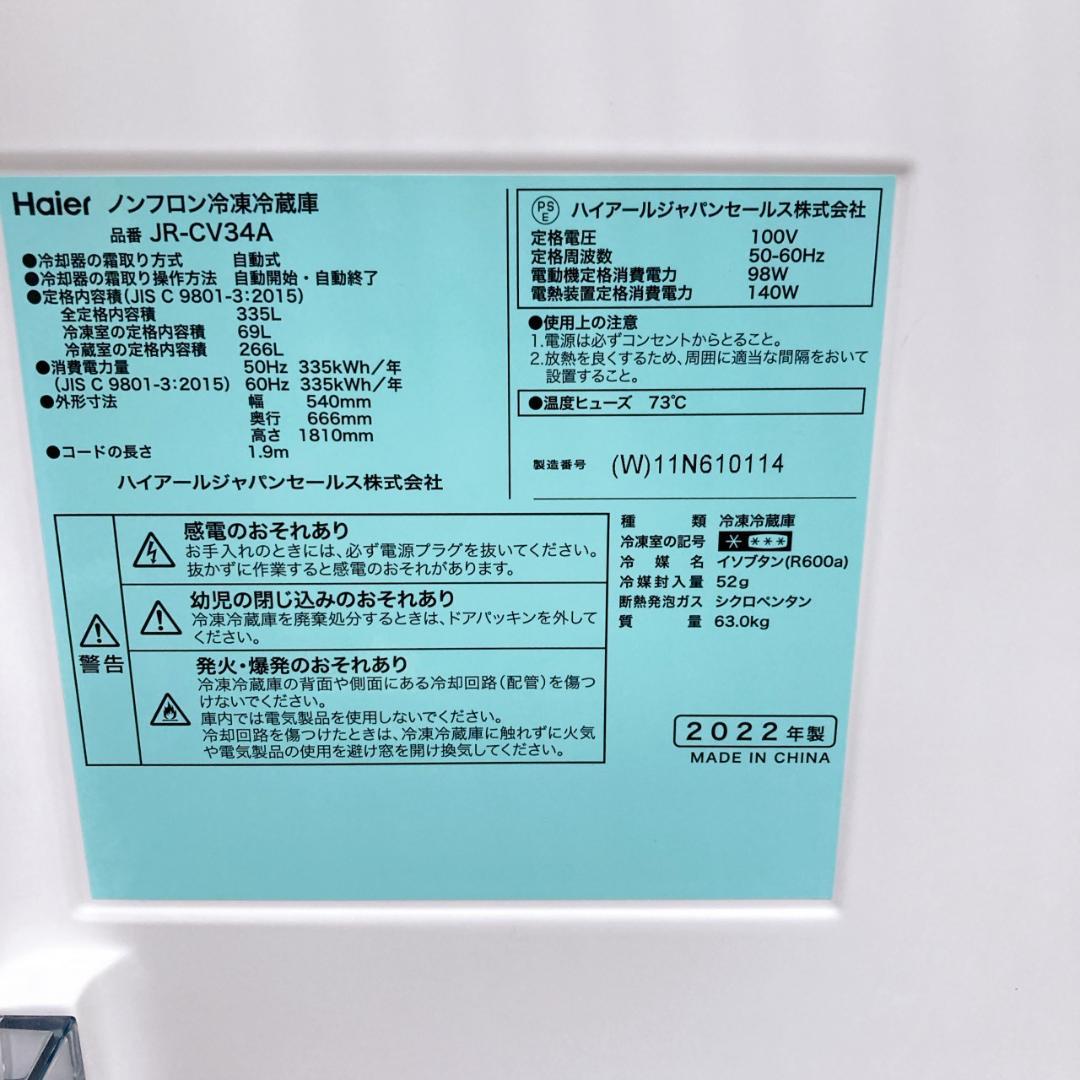 Haier ノンフロン冷凍冷蔵庫
品番 JR-CV34A
●冷却器の霜取り方式 自動式
●冷却器の霜取り操作方法 自動開始・自動終了
●定格内容積(JIS C 9801-3:2015)
全定格内容積 335L
冷凍室の定格内容積 69L
冷蔵室の定格内容積 266L
●消費電力量 50Hz 335kWh/年
(JIS C 9801-3:2015) 60Hz 335kWh/年
●外形寸法 幅 540mm
奥行 666mm
高さ 1810mm
●コードの長さ 1.9m
ハイアールジャパンセールス株式会社
PS E ハイアールジャパンセールス株式会社
定格電圧 100V
定格周波数 50-60Hz
電動機定格消費電力 98W
電熱装置定格消費電力 140W
●使用上の注意
1.電源は必ずコンセントからとること。
2.放熱を良くするため、周囲に適当な間隔をおいて
設置すること。
●温度ヒューズ 73℃
製造番号 (W)11N610114
警告
感電のおそれあり
お手入れのときには、必ず電源プラグを抜いてください。
抜かずに作業すると感電のおそれがあります。
幼児の閉じ込みのおそれあり
冷凍冷蔵庫を廃棄処分するときは、ドアパッキンを外して
ください。
発火・爆発のおそれあり
冷凍冷蔵庫の背面や側面にある冷却回路(配管)を傷つ
けないでください。
庫内では電気製品を使用しないでください。
冷却回路を傷つけたときは、冷凍冷蔵庫に触れずに火気
や電気製品の使用を避け窓を開け換気してください。
種類 冷凍冷蔵庫
冷凍室の記号 * ***
冷媒名 イソブタン(R600a)
冷媒封入量 52g
断熱発泡ガス シクロペンタン
質量 63.0kg
2022年製
MADE IN CHINA